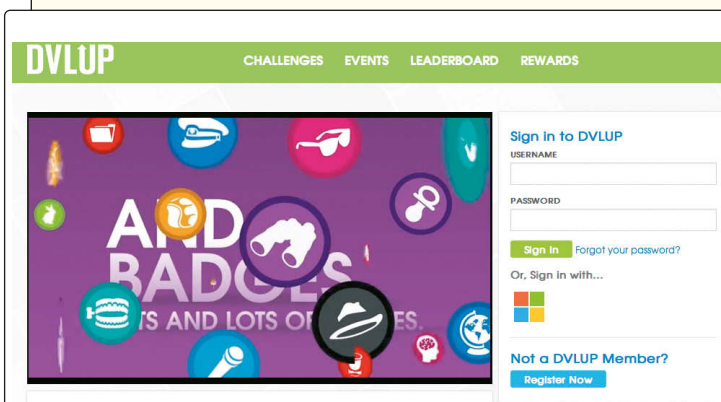 DVLUP
CHALLENGES EVENTS LEADERBOARD REWARDS
AND
BADGES
TS AND LOTS OF
ES.
Sign in to DVLUP
USERNAME
PASSWORD
Sign In Forgot your password?
Or, Sign in with...
Not a DVLUP Member?
Register Now